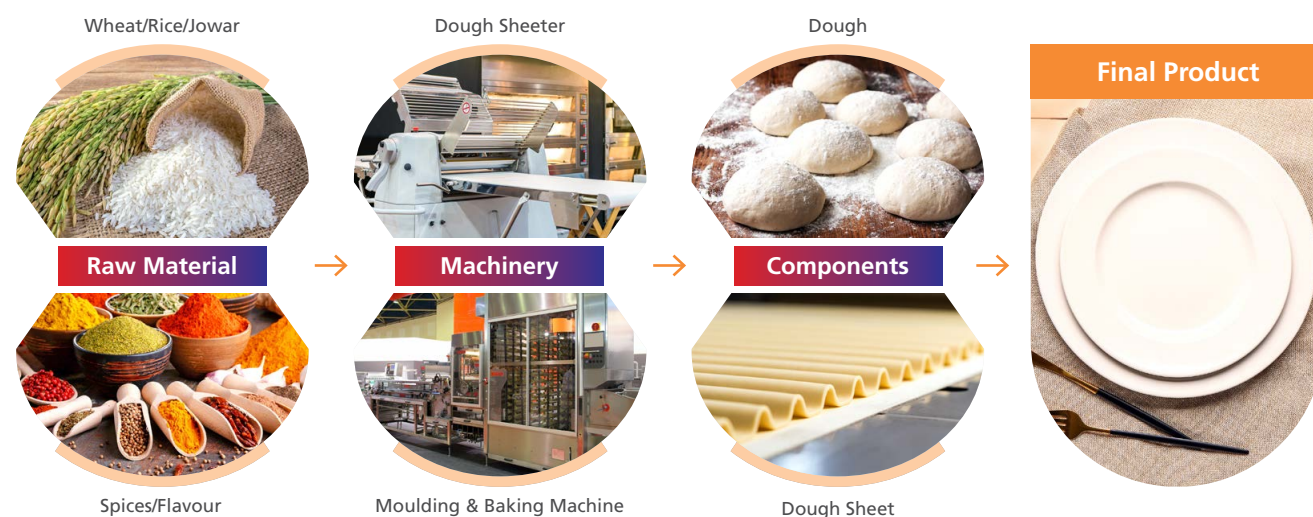 Wheat/Rice/Jowar
Dough Sheeter
Dough
Final Product
Raw Material
Machinery
Components
Spices/Flavour
Moulding & Baking Machine
Dough Sheet